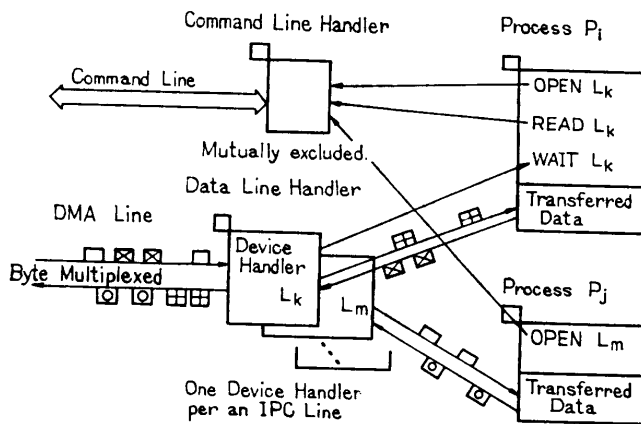 Command Line Handler
Process Pi
Command Line
OPEN Lk
READ Lk
WAIT Lk
Mutually excluded.
Data Line Handler
Transferred
Data
DMA Line
Byte Multiplexed
Device
Handler
Lk
Lm
Process Pj
OPEN Lm
Transferred
Data
One Device Handler
per an IPC Line